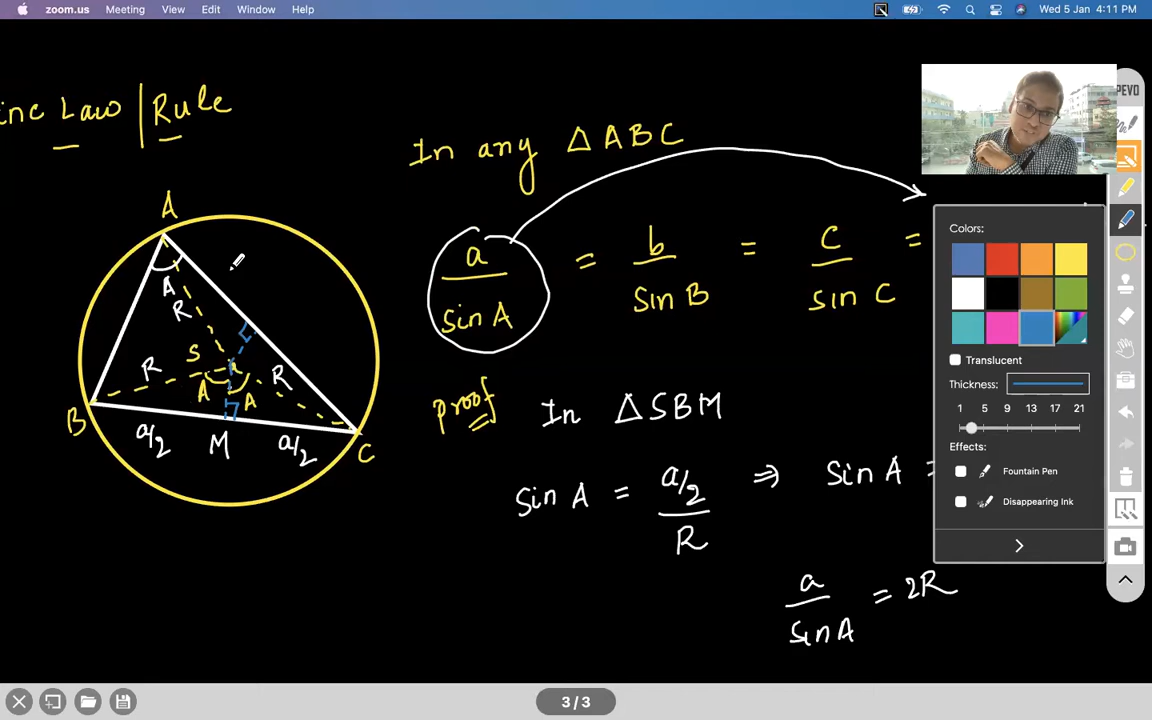 zoom.us Meeting View Edit Window Help Wed 5 Jan 4:11 PM
PEVO
ine Law | Rule
In any △ABC
a/sin A = b/sin B = c/sin C =
A
A
R
S
R
R
A
A
B
a/2
M
a/2
C
proof In △SBM
sin A = a/2 / R ⇒ sin A =
a/sin A = 2R
Colors:
Translucent
Thickness:
1 5 9 13 17 21
Effects:
Fountain Pen
Disappearing Ink
3 / 3